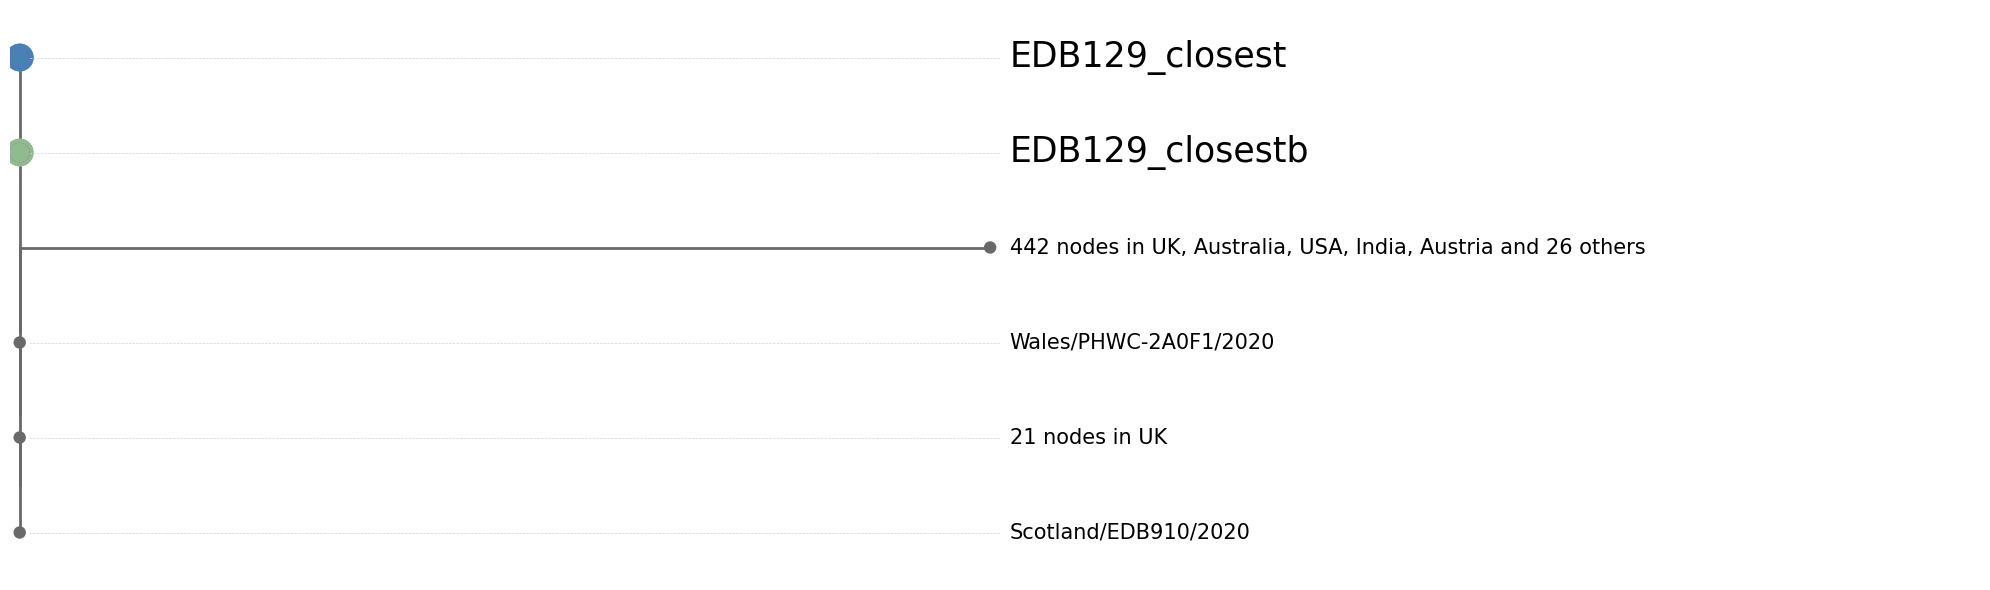 EDB129_closest
EDB129_closestb
442 nodes in UK, Australia, USA, India, Austria and 26 others
Wales/PHWC-2A0F1/2020
21 nodes in UK
Scotland/EDB910/2020